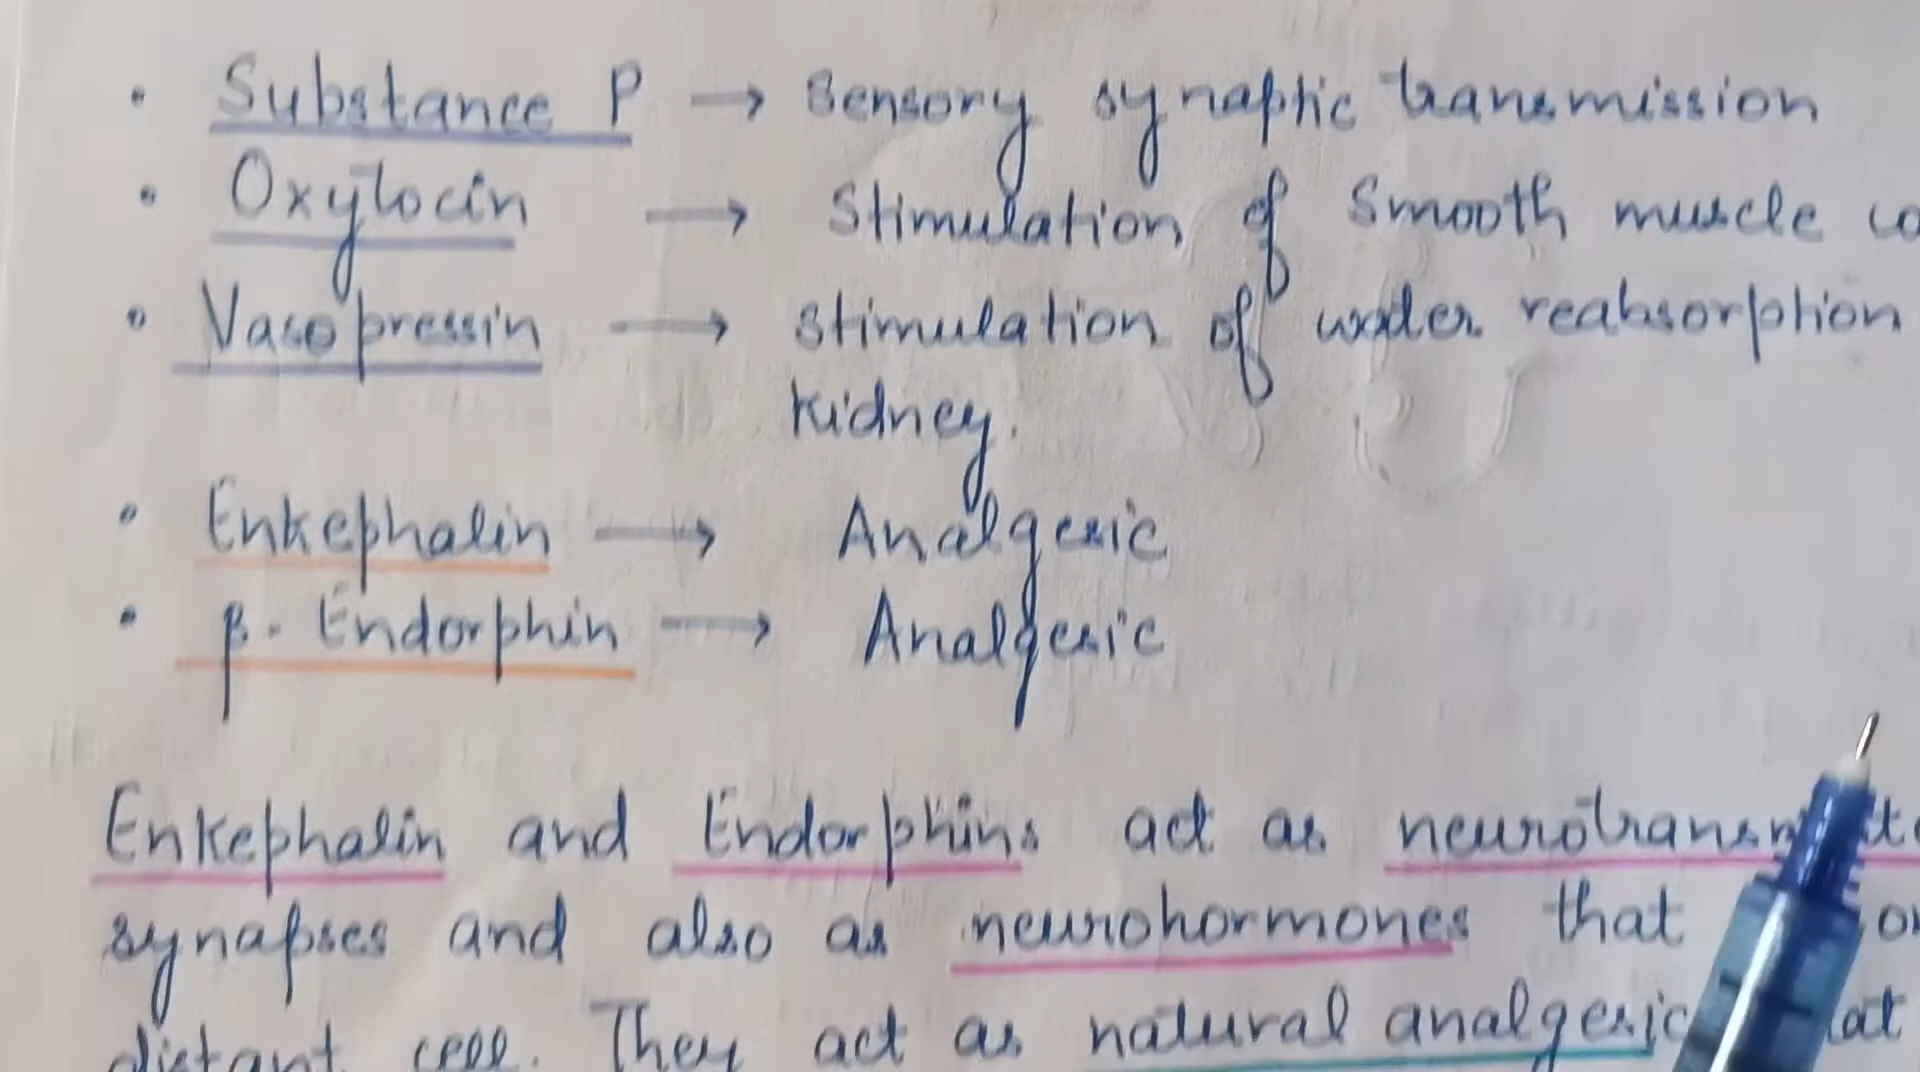 • Substance P → Sensory synaptic transmission
• Oxytocin → Stimulation of Smooth muscle
• Vasopressin → stimulation of water reabsorption
kidney.
• Enkephalin → Analgesic
• β- Endorphin → Analgesic
Enkephalin and Endorphins act as
synapses and also as neurohormones that
distant cell. They act as natural analgesic